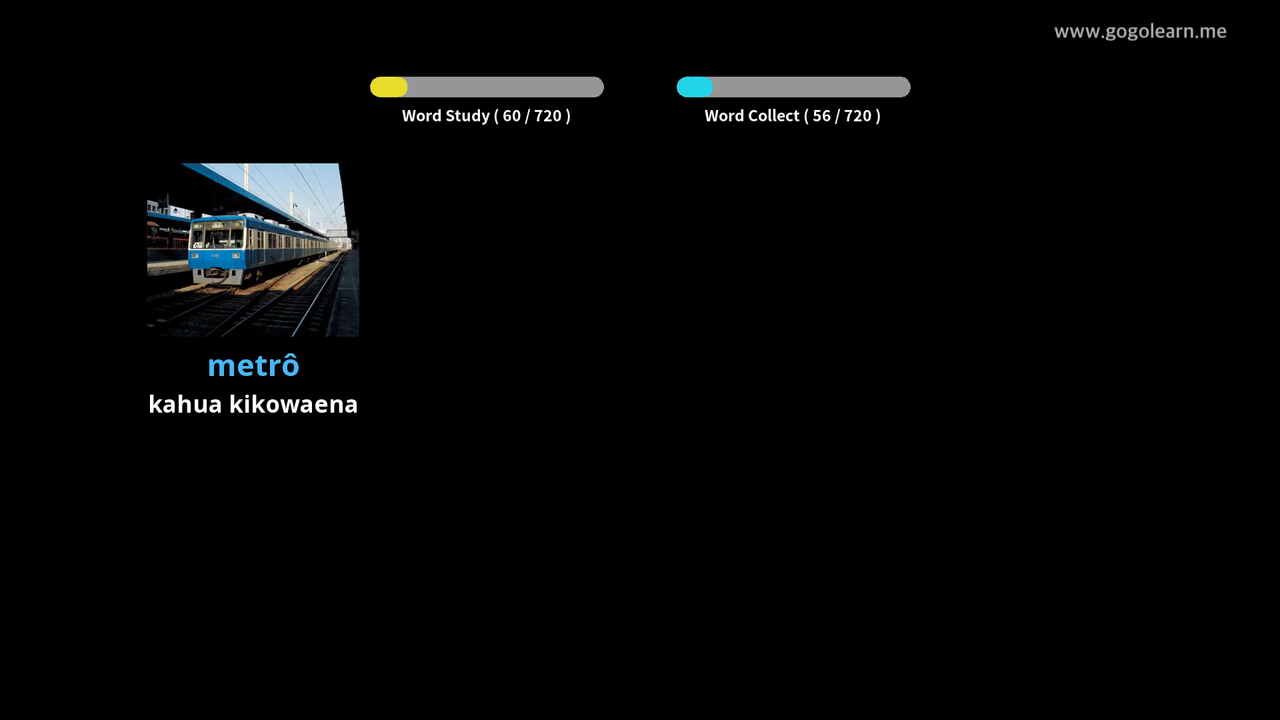 www.gogolearn.me
Word Study ( 60 / 720 )
Word Collect ( 56 / 720 )
metrô
kahua kikowaena